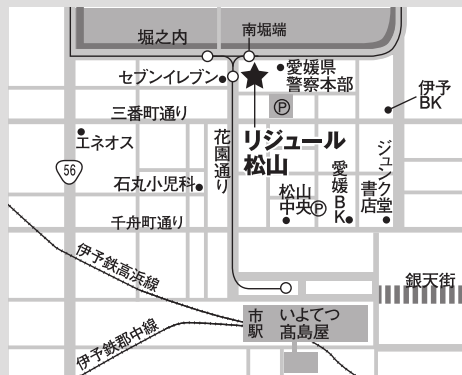 堀之内
南堀端
セブンイレブン
愛媛県
警察本部
伊予
BK
三番町通り
Ⓟ
エネオス
花園通り
リジュール
松山
56
石丸小児科
松山
中央Ⓟ
愛媛BK
ジュンク堂
書店
千舟町通り
伊予鉄高浜線
銀天街
伊予鉄郡中線
市駅
いよてつ
髙島屋